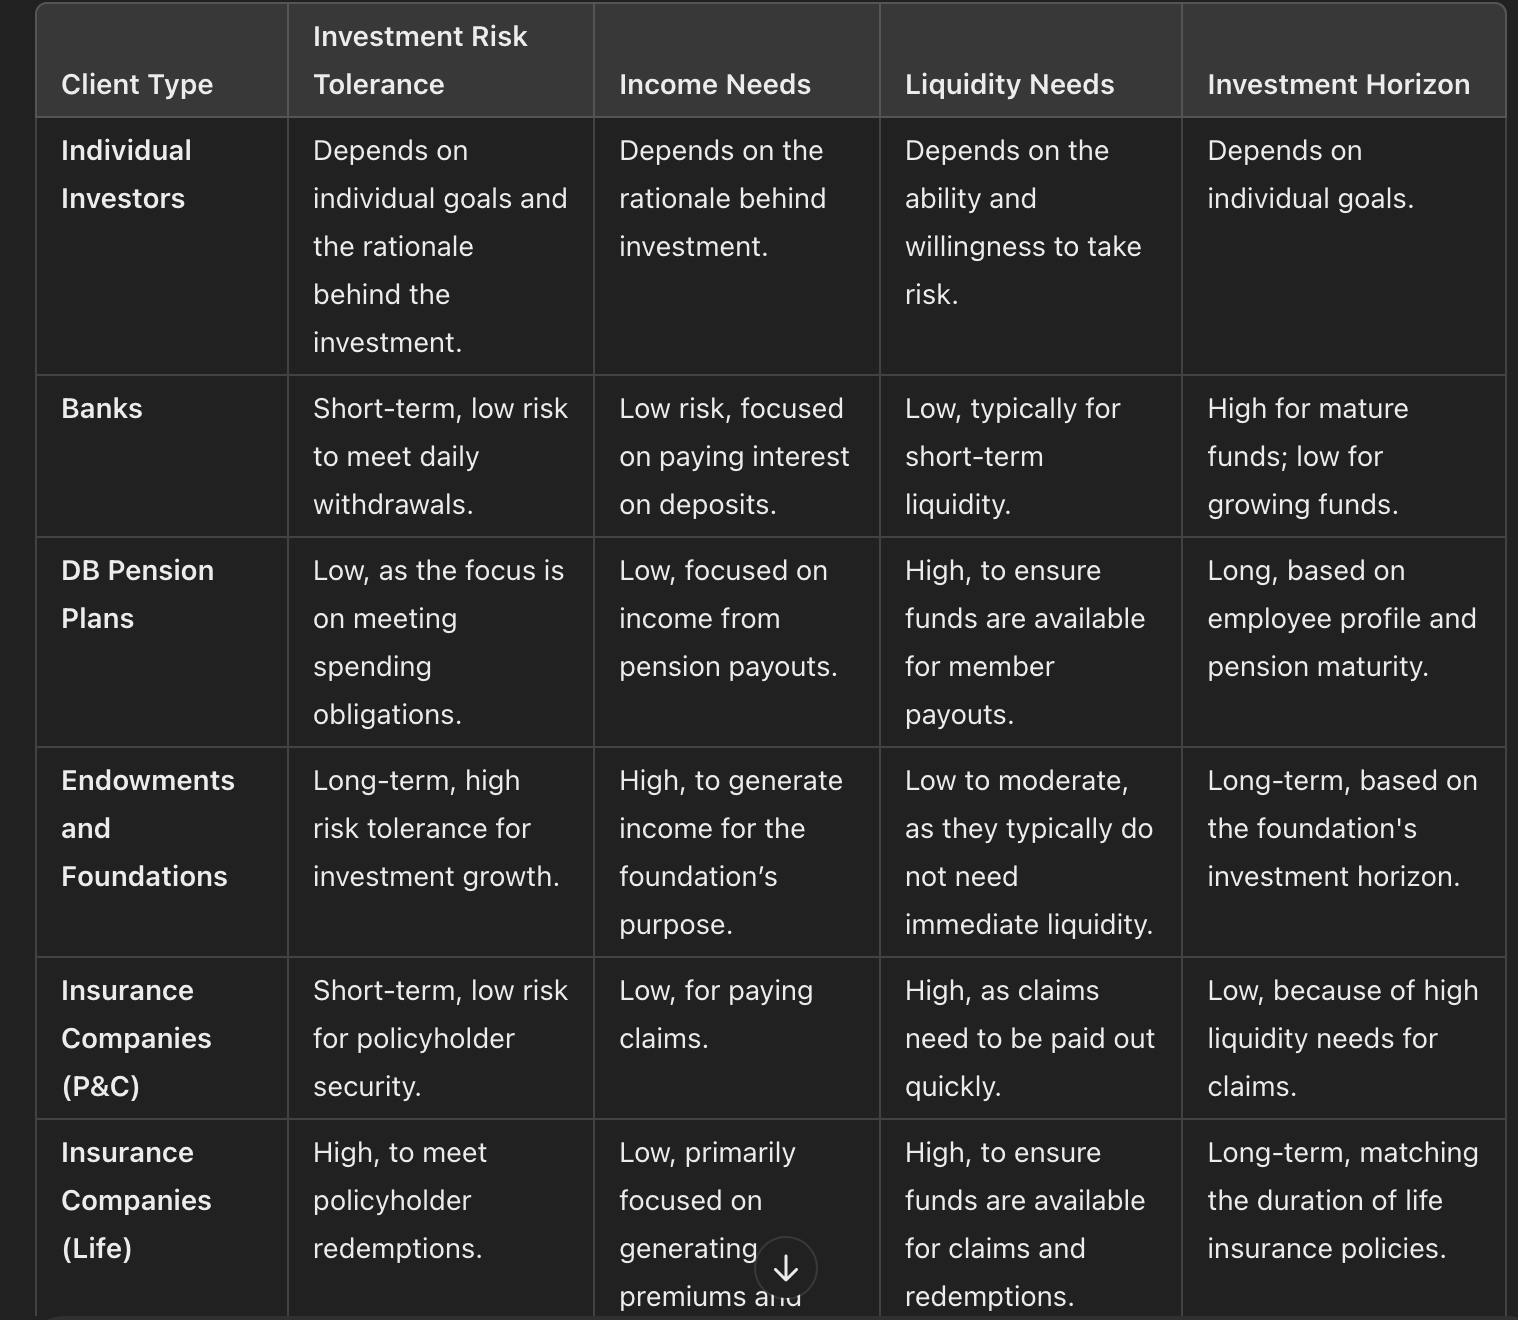 Client Type
Investment Risk
Tolerance
Income Needs
Liquidity Needs
Investment Horizon
Individual
Investors
Depends on
individual goals and
the rationale
behind the
investment.
Depends on the
rationale behind
investment.
Depends on the
ability and
willingness to take
risk.
Depends on
individual goals.
Banks
Short-term, low risk
to meet daily
withdrawals.
Low risk, focused
on paying interest
on deposits.
Low, typically for
short-term
liquidity.
High for mature
funds; low for
growing funds.
DB Pension
Plans
Low, as the focus is
on meeting
spending
obligations.
Low, focused on
income from
pension payouts.
High, to ensure
funds are available
for member
payouts.
Long, based on
employee profile and
pension maturity.
Endowments
and
Foundations
Long-term, high
risk tolerance for
investment growth.
High, to generate
income for the
foundation’s
purpose.
Low to moderate,
as they typically do
not need
immediate liquidity.
Long-term, based on
the foundation's
investment horizon.
Insurance
Companies
(P&C)
Short-term, low risk
for policyholder
security.
Low, for paying
claims.
High, as claims
need to be paid out
quickly.
Low, because of high
liquidity needs for
claims.
Insurance
Companies
(Life)
High, to meet
policyholder
redemptions.
Low, primarily
focused on
generating
premiums and
High, to ensure
funds are available
for claims and
redemptions.
Long-term, matching
the duration of life
insurance policies.